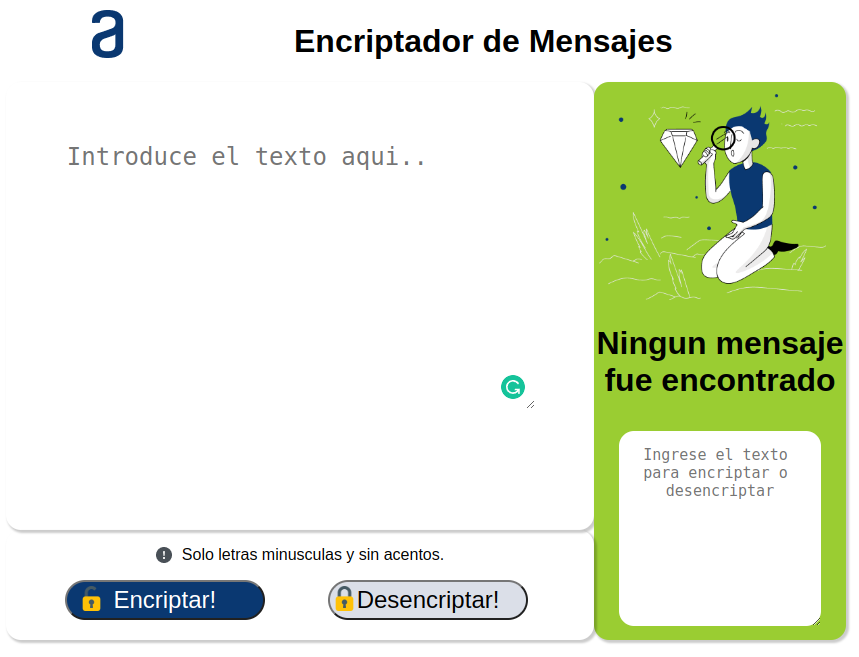 a
Encriptador de Mensajes
Introduce el texto aqui..
Ningun mensaje
fue encontrado
Ingrese el texto
para encriptar o
desencriptar
Solo letras minusculas y sin acentos.
Encriptar!
Desencriptar!